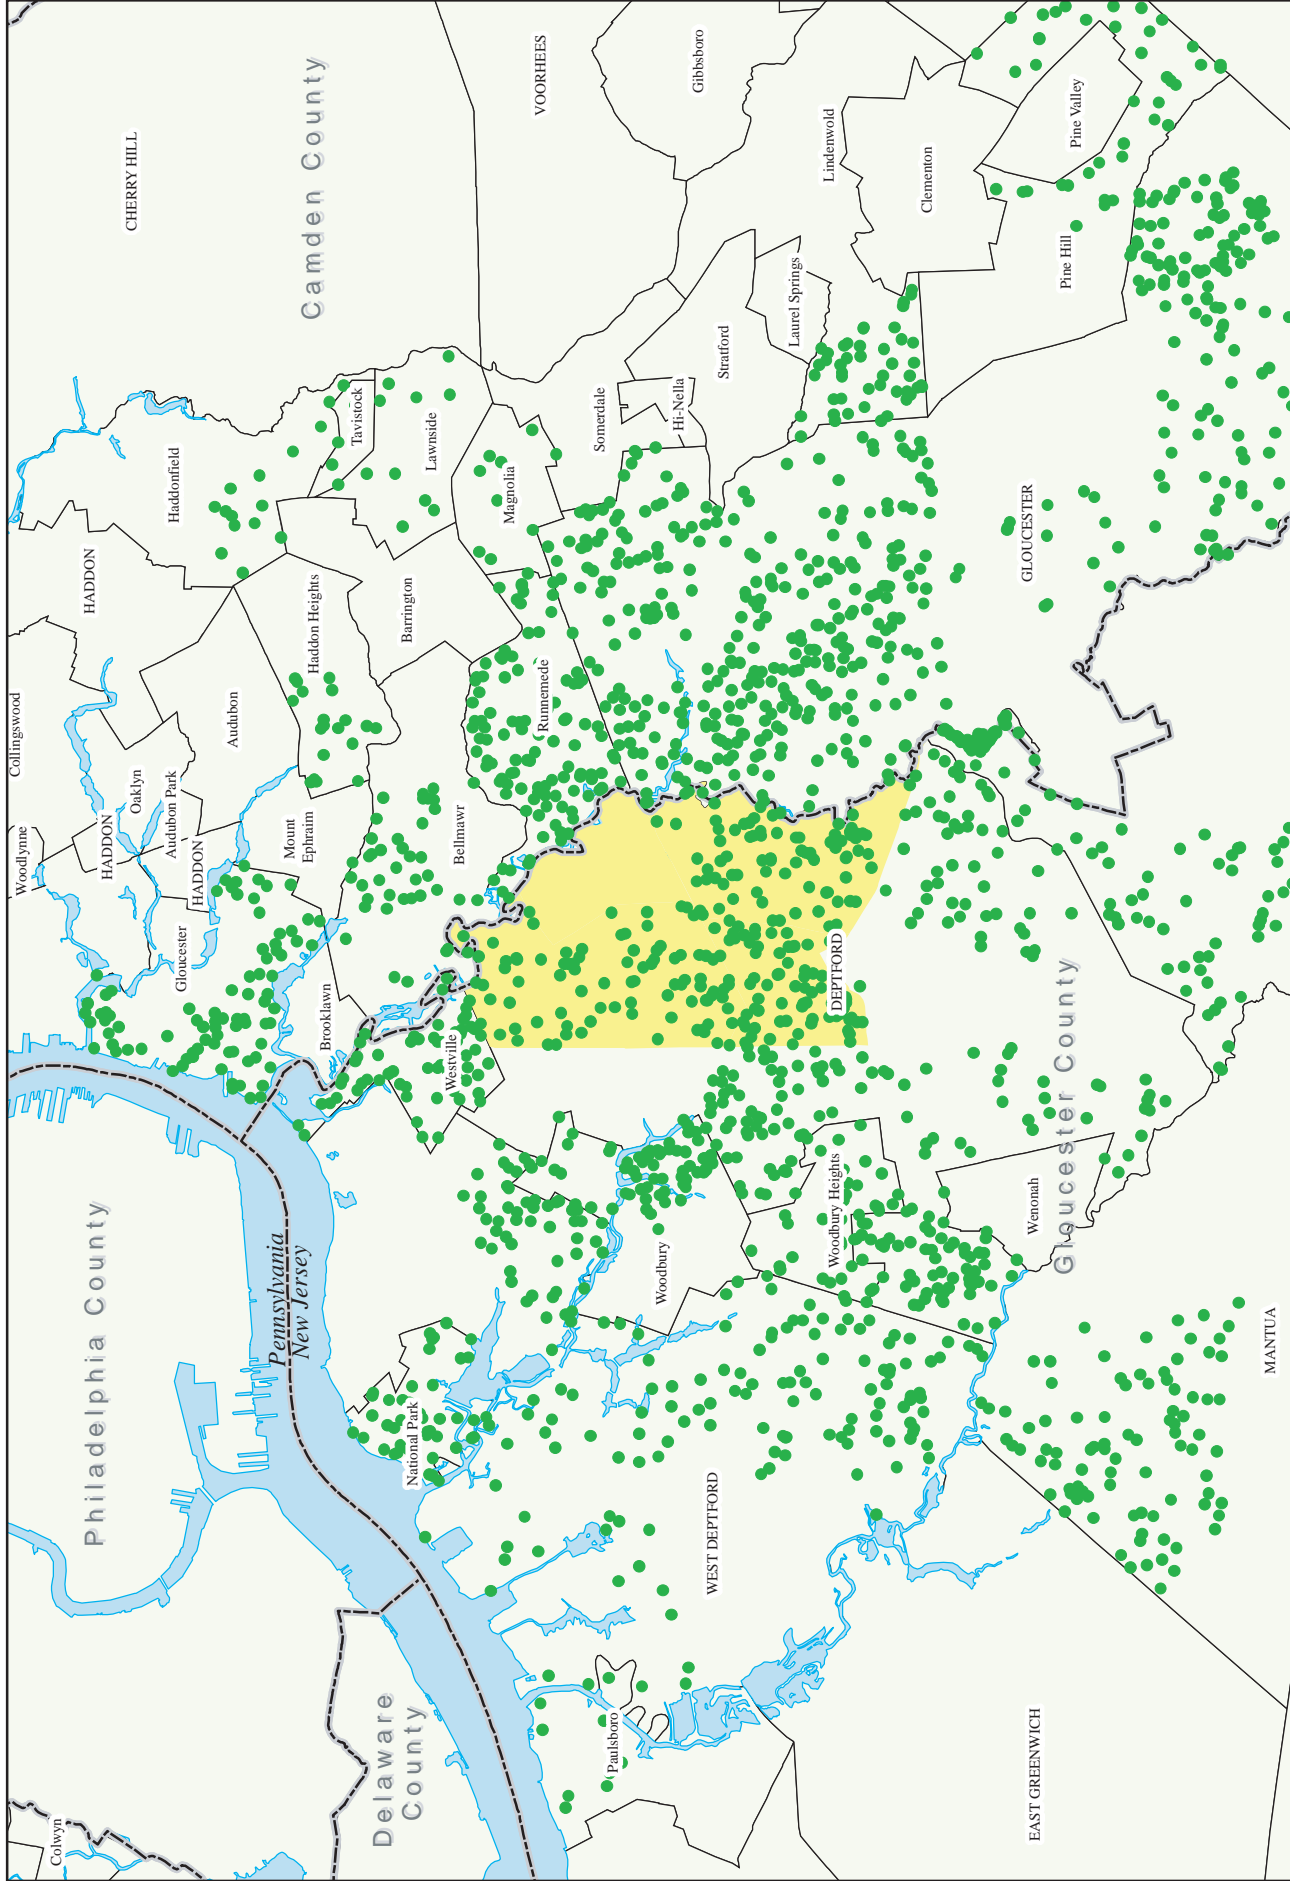 CHERRY HILL
Camden County
VOORHEES
Gibbsboro
Lindenwold
Clementon
Pine Valley
Pine Hill
Laurel Springs
Stratford
Hi-Nella
Somerdale
Magnolia
Lawnside
Tavistock
Haddonfield
HADDON
Barrington
Haddon Heights
GLOUCESTER
Runnemede
Audubon
Collingswood
Oaklyn
Audubon Park
HADDON
HADDON
Woodlynne
Mount
Ephraim
Bellmawr
Gloucester
Brooklawn
Westville
DEPTFORD
Gloucester County
Wenonah
Woodbury Heights
Woodbury
Pennsylvania
New Jersey
Philadelphia County
National Park
MANTUA
WEST DEPTFORD
Paulsboro
EAST GREENWICH
Delaware
County
Colwyn